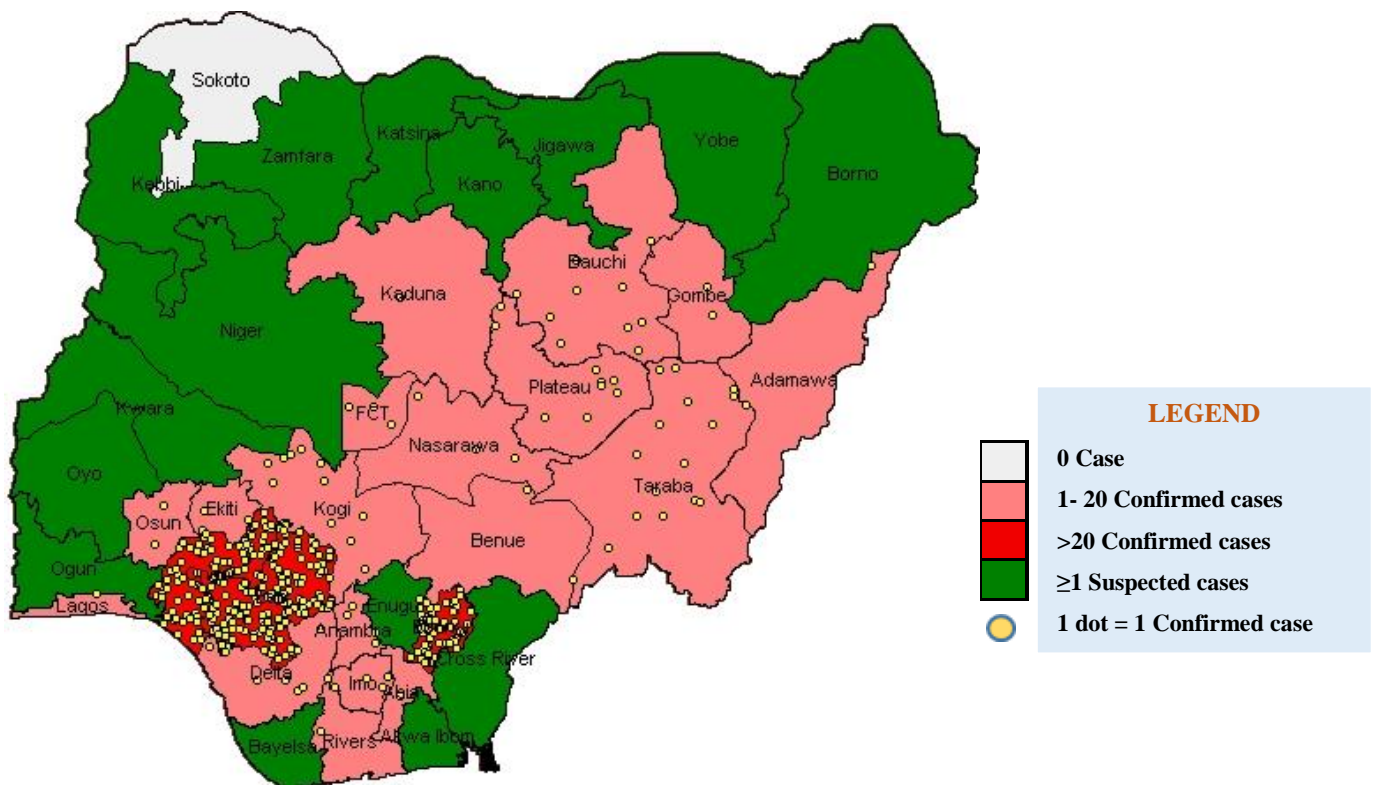 Sokoto
Katsina
Yobe
Jigawa
Zamfara
Borno
Kebbi
Kano
Bauchi
Kaduna
Gombe
Niger
Adamawa
Plateau
Kwara
FCT
LEGEND
Nasarawa
0 Case
Oyo
Taraba
1- 20 Confirmed cases
Ekiti
Kogi
Osun
Benue
>20 Confirmed cases
Ogun
≥1 Suspected cases
Lagos
Enugu
Anambra
1 dot = 1 Confirmed case
Cross River
Delta
Imo
Abia
Bayelsa
Rivers
Akwa Ibom